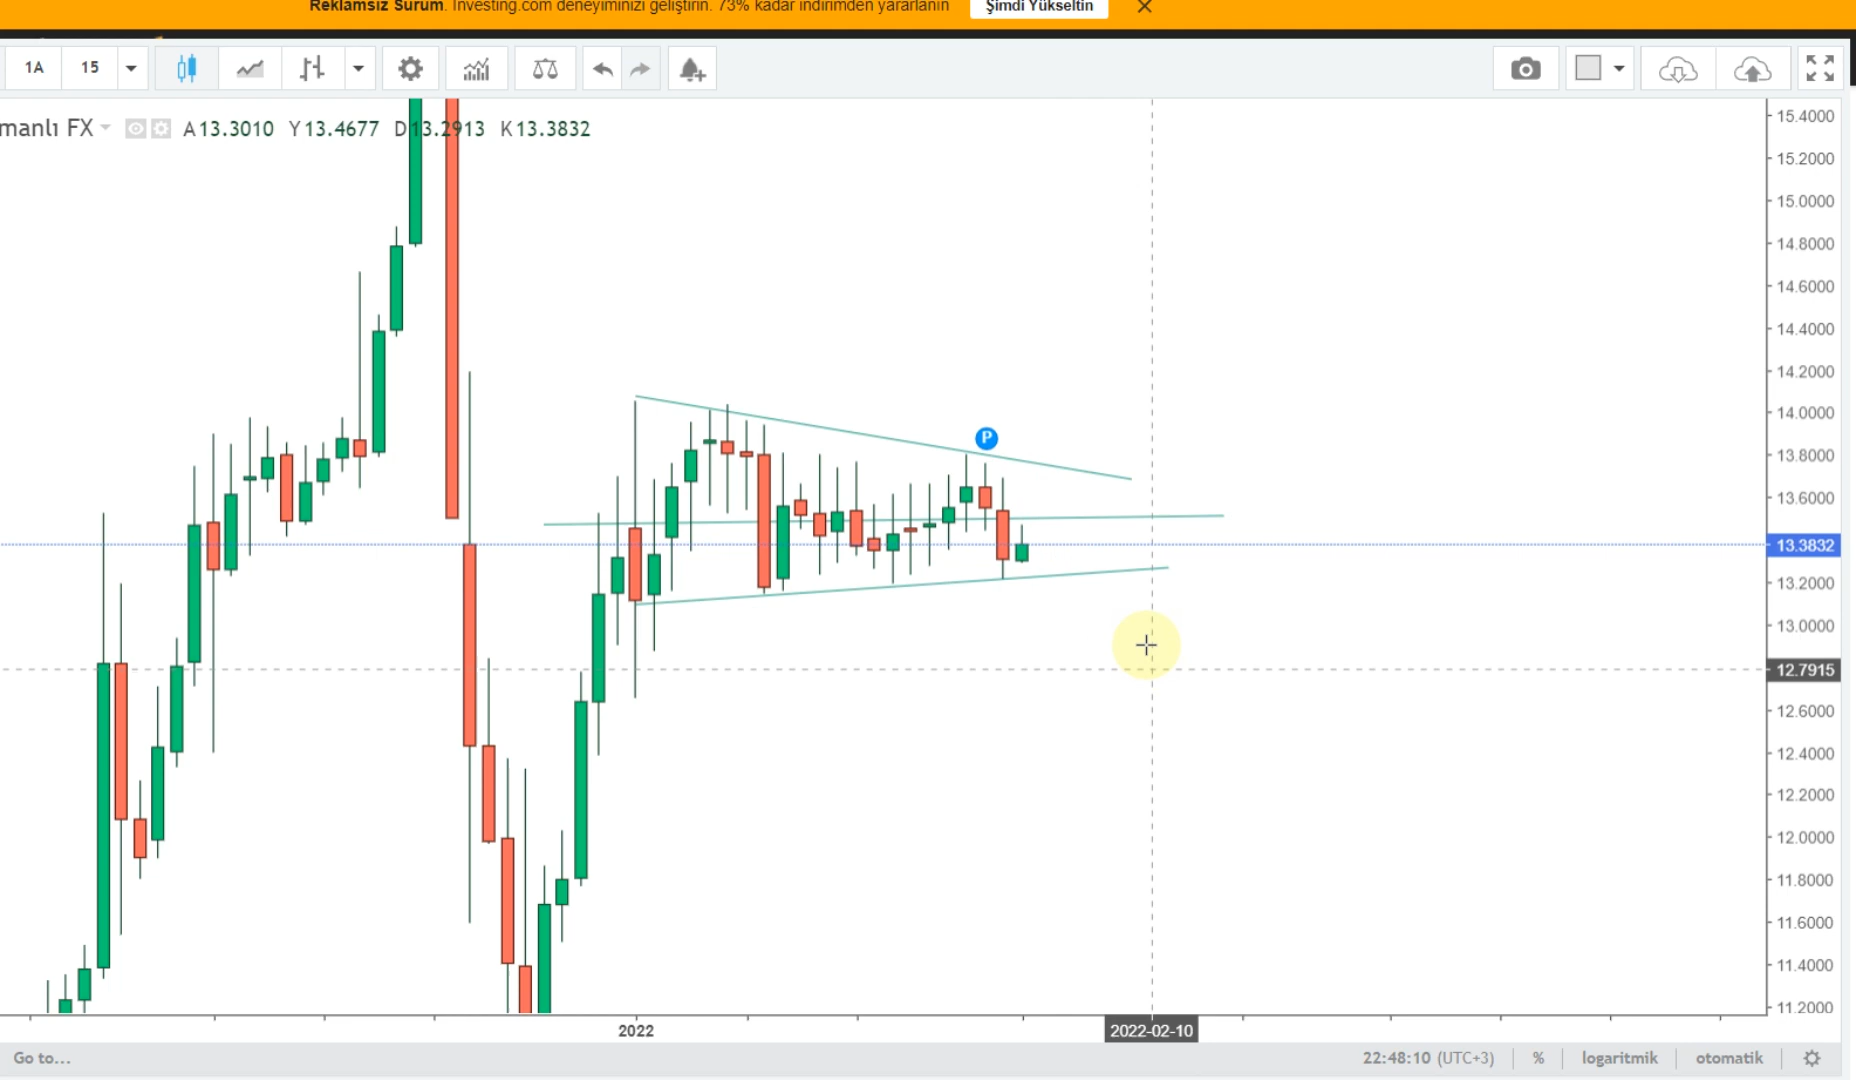 Reklamsız Sürüm. Investing.com deneyiminizi geliştirin. 73% kadar indirimden yararlanın
Şimdi Yükseltin
1A
15
manlı FX
A13.3010 Y13.4677 D13.2913 K13.3832
P
15.4000
15.2000
15.0000
14.8000
14.6000
14.4000
14.2000
14.0000
13.8000
13.6000
13.3832
13.2000
13.0000
12.7915
12.6000
12.4000
12.2000
12.0000
11.8000
11.6000
11.4000
11.2000
2022
2022-02-10
Go to...
22:48:10 (UTC+3)
%
logaritmik
otomatik